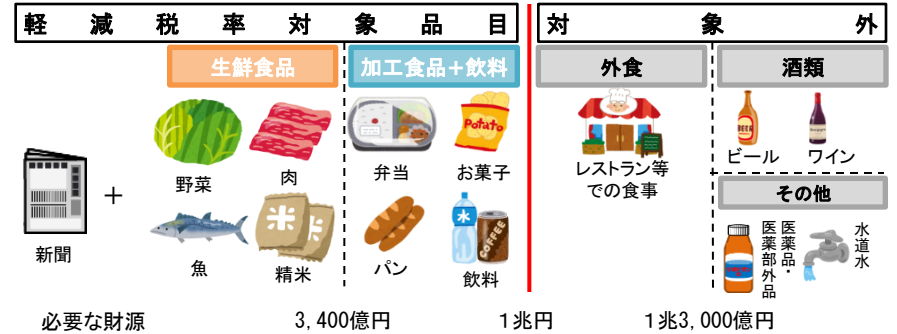 軽減税率対象品目
対象外
生鮮食品
加工食品+飲料
外食
酒類
野菜
肉
魚
米
精米
新聞
+
弁当
Potato
お菓子
パン
水
COFFEE
飲料
レストラン等
での食事
BEER
ビール
ワイン
その他
医薬品・
医薬部外品
水道水
必要な財源
3,400億円
1兆円
1兆3,000億円